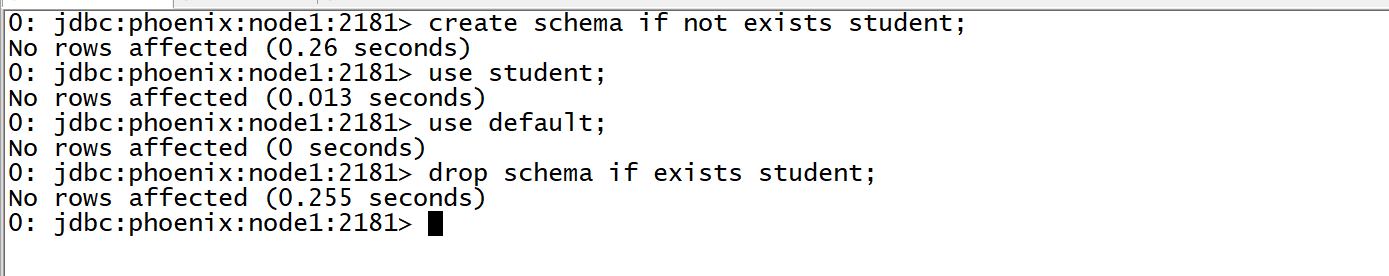 0: jdbc:phoenix:node1:2181> create schema if not exists student;
No rows affected (0.26 seconds)
0: jdbc:phoenix:node1:2181> use student;
No rows affected (0.013 seconds)
0: jdbc:phoenix:node1:2181> use default;
No rows affected (0 seconds)
0: jdbc:phoenix:node1:2181> drop schema if exists student;
No rows affected (0.255 seconds)
0: jdbc:phoenix:node1:2181>